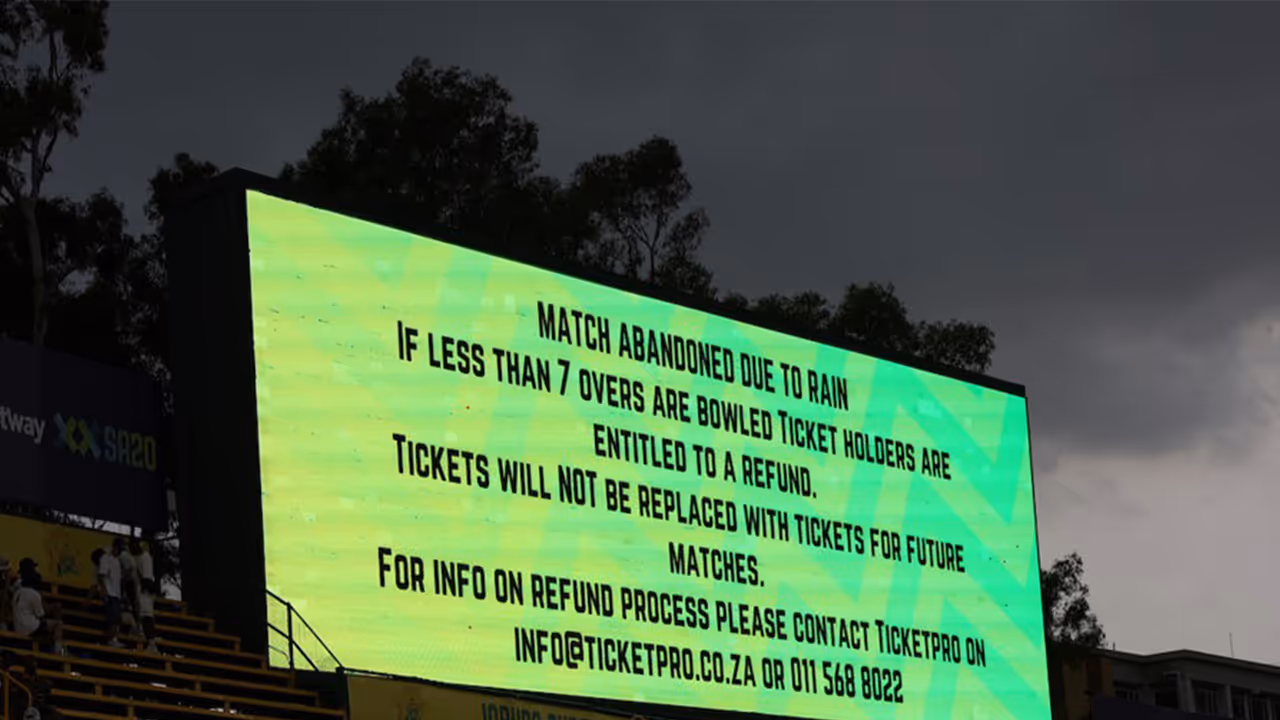 MATCH ABANDONED DUE TO RAIN
IF LESS THAN 7 OVERS ARE BOWLED TICKET HOLDERS ARE
ENTITLED TO A REFUND.
TICKETS WILL NOT BE REPLACED WITH TICKETS FOR FUTURE
MATCHES.
FOR INFO ON REFUND PROCESS PLEASE CONTACT TICKETPRO ON
INFO@TICKETPRO.CO.ZA OR 011 568 8022
tway SA20